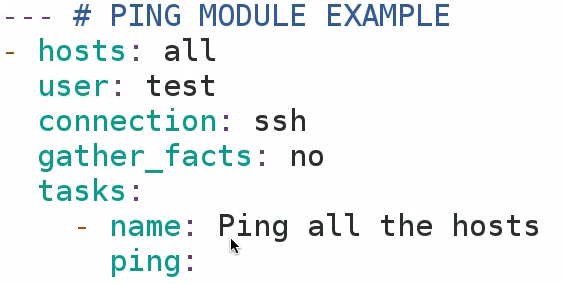 --- # PING MODULE EXAMPLE
- hosts: all
  user: test
  connection: ssh
  gather_facts: no
  tasks:
    - name: Ping all the hosts
      ping: